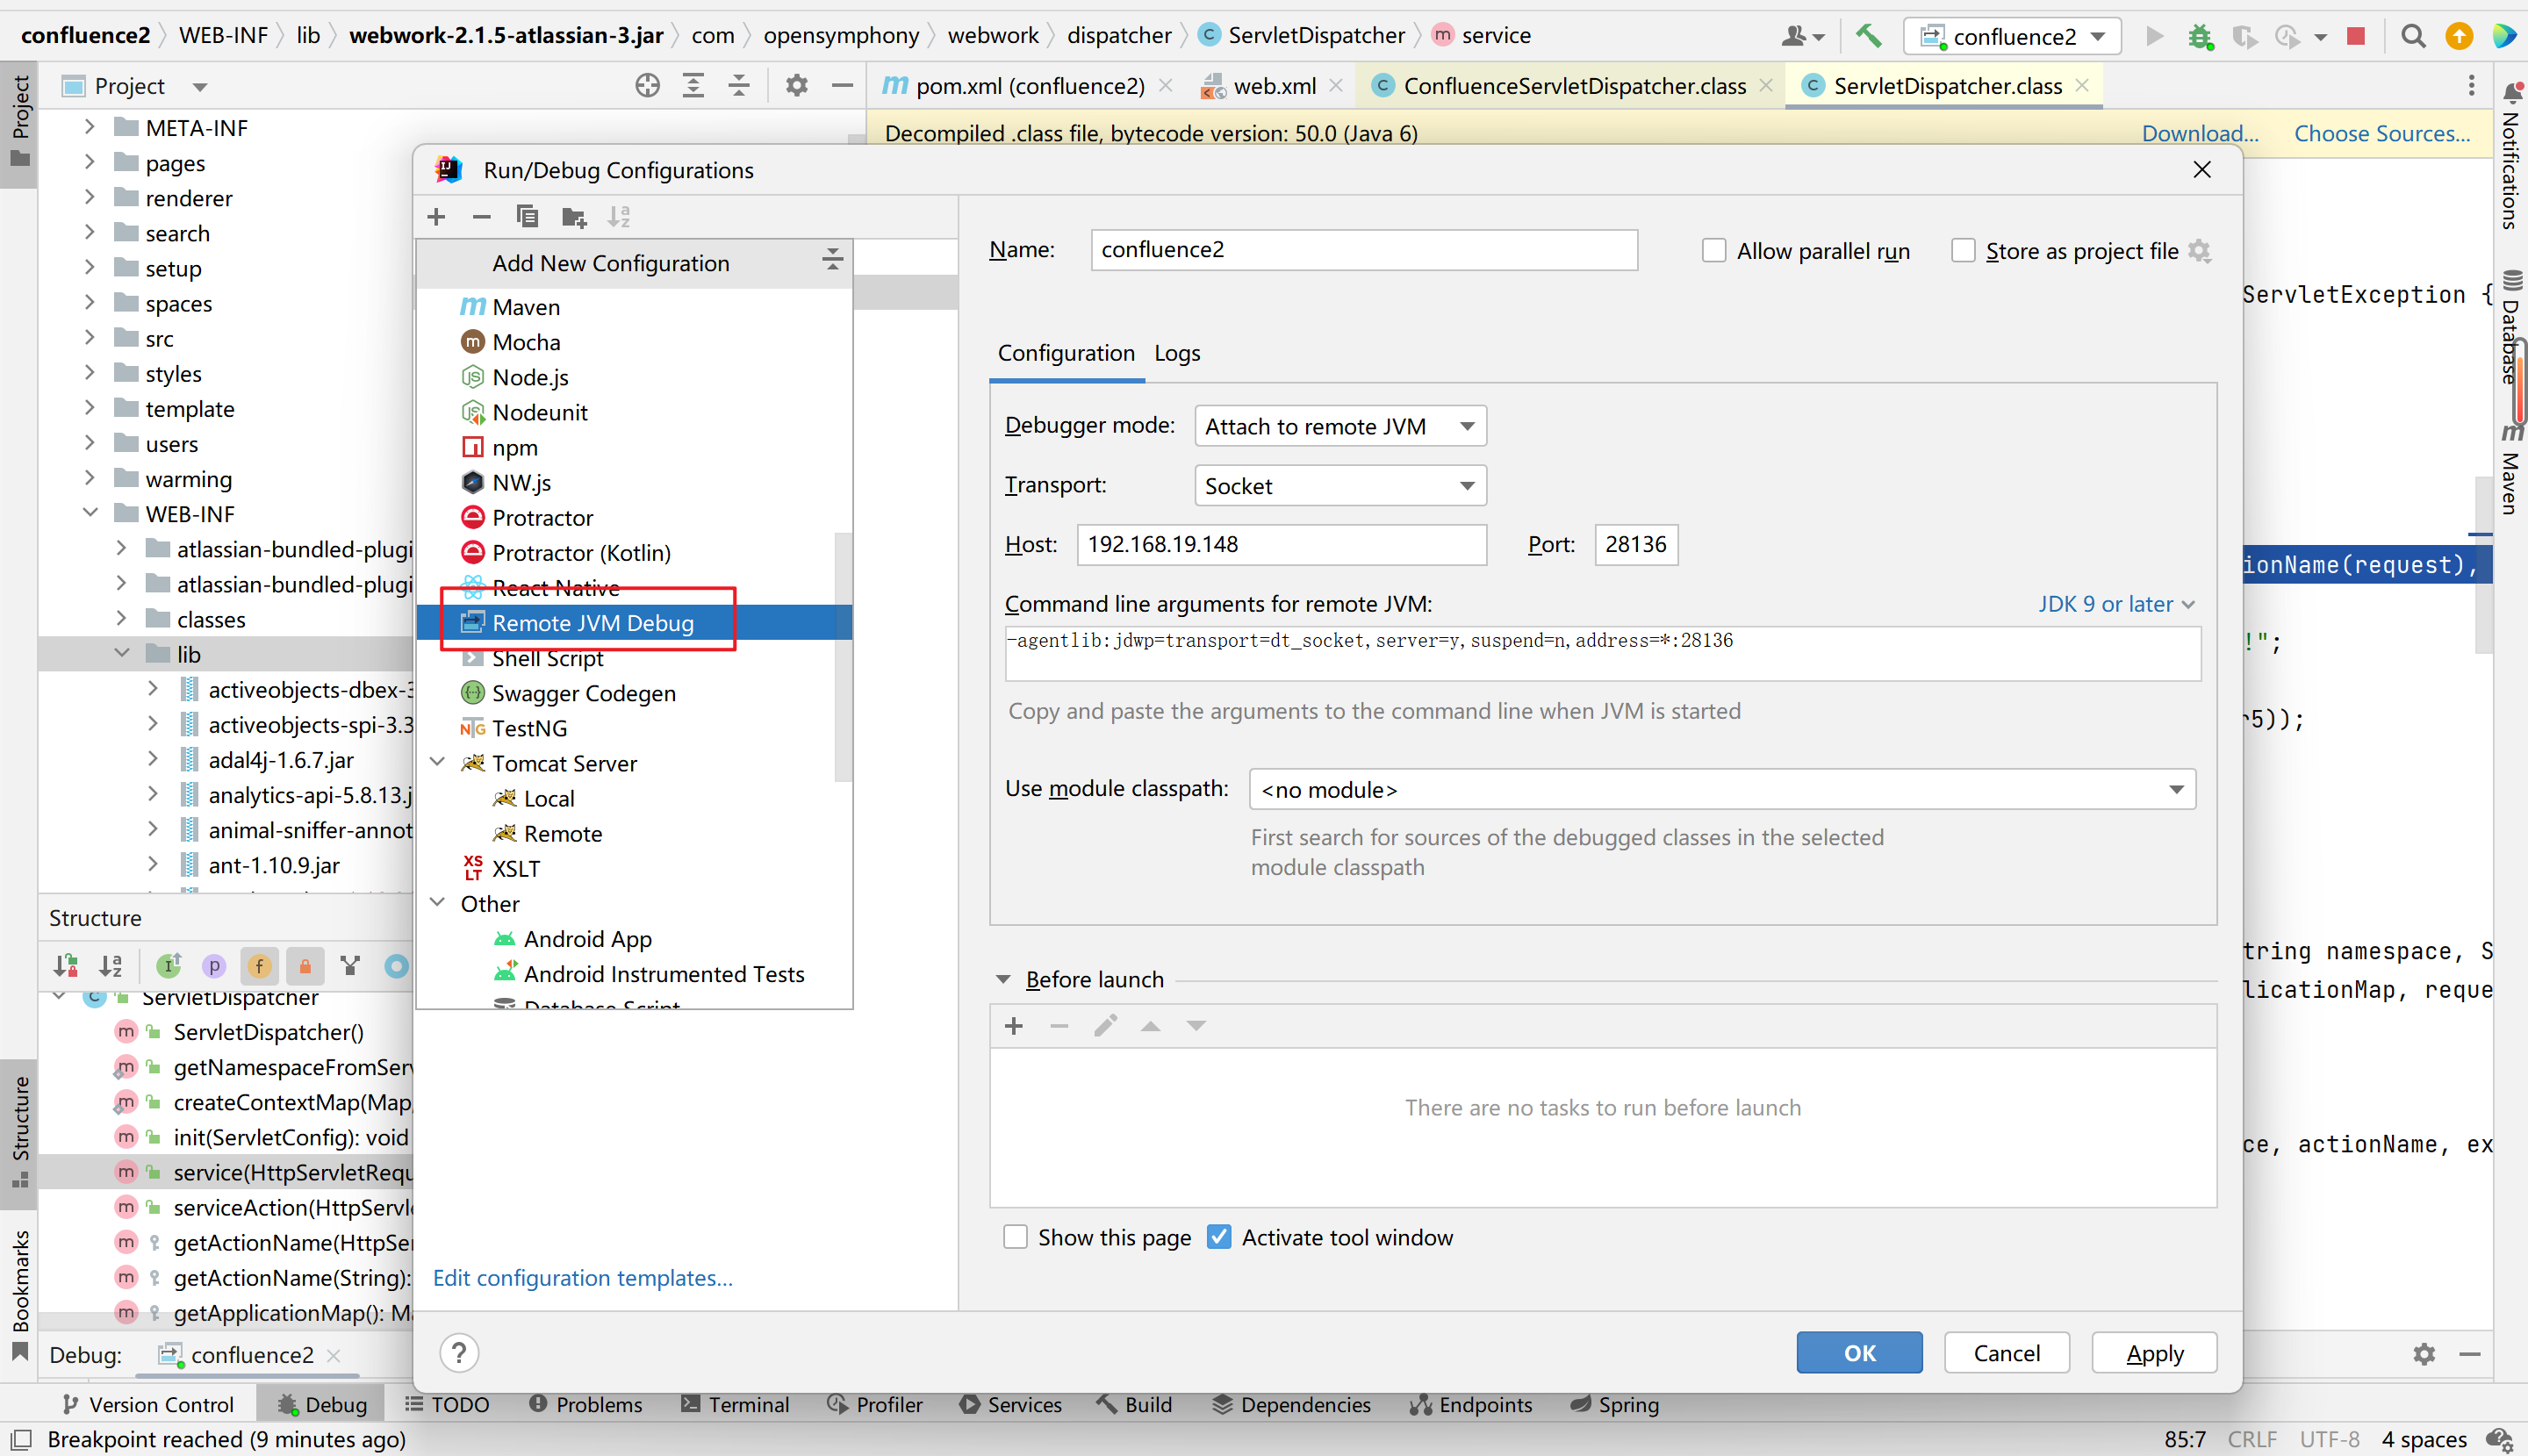 confluence2 WEB-INF lib webwork-2.1.5-atlassian-3.jar com opensymphony webwork dispatcher ServletDispatcher service
confluence2
Project
pom.xml (confluence2) web.xml ConfluenceServletDispatcher.class ServletDispatcher.class
Decompiled .class file, bytecode version: 50.0 (Java 6) Download... Choose Sources...
Project
Structure
Bookmarks
Notifications
Database
Maven
META-INF
pages
renderer
search
setup
spaces
src
styles
template
users
warming
WEB-INF
atlassian-bundled-plugi
atlassian-bundled-plugi
classes
lib
activeobjects-dbex-3
activeobjects-spi-3.3
adal4j-1.6.7.jar
analytics-api-5.8.13.j
animal-sniffer-annot
ant-1.10.9.jar
Structure
ServletDispatcher
ServletDispatcher()
getNamespaceFromServ
createContextMap(Map,
init(ServletConfig): void
service(HttpServletRequ
serviceAction(HttpServle
getActionName(HttpSer
getActionName(String):
getApplicationMap(): Ma
Run/Debug Configurations
Add New Configuration
Maven
Mocha
Node.js
Nodeunit
npm
NW.js
Protractor
Protractor (Kotlin)
React Native
Remote JVM Debug
Shell Script
Swagger Codegen
TestNG
Tomcat Server
Local
Remote
XSLT
Other
Android App
Android Instrumented Tests
Database Script
Edit configuration templates...
Name: confluence2 Allow parallel run Store as project file
Configuration Logs
Debugger mode: Attach to remote JVM
Transport: Socket
Host: 192.168.19.148 Port: 28136
Command line arguments for remote JVM: JDK 9 or later
-agentlib:jdwp=transport=dt_socket,server=y,suspend=n,address=*:28136
Copy and paste the arguments to the command line when JVM is started
Use module classpath: <no module>
First search for sources of the debugged classes in the selected
module classpath
Before launch
There are no tasks to run before launch
Show this page Activate tool window
? OK Cancel Apply
ServletException {
ionName(request),
!";
r5));
tring namespace, S
licationMap, reque
ce, actionName, ex
Debug: confluence2
Version Control Debug TODO Problems Terminal Profiler Services Build Dependencies Endpoints Spring
Breakpoint reached (9 minutes ago) 85:7 CRLF UTF-8 4 spaces